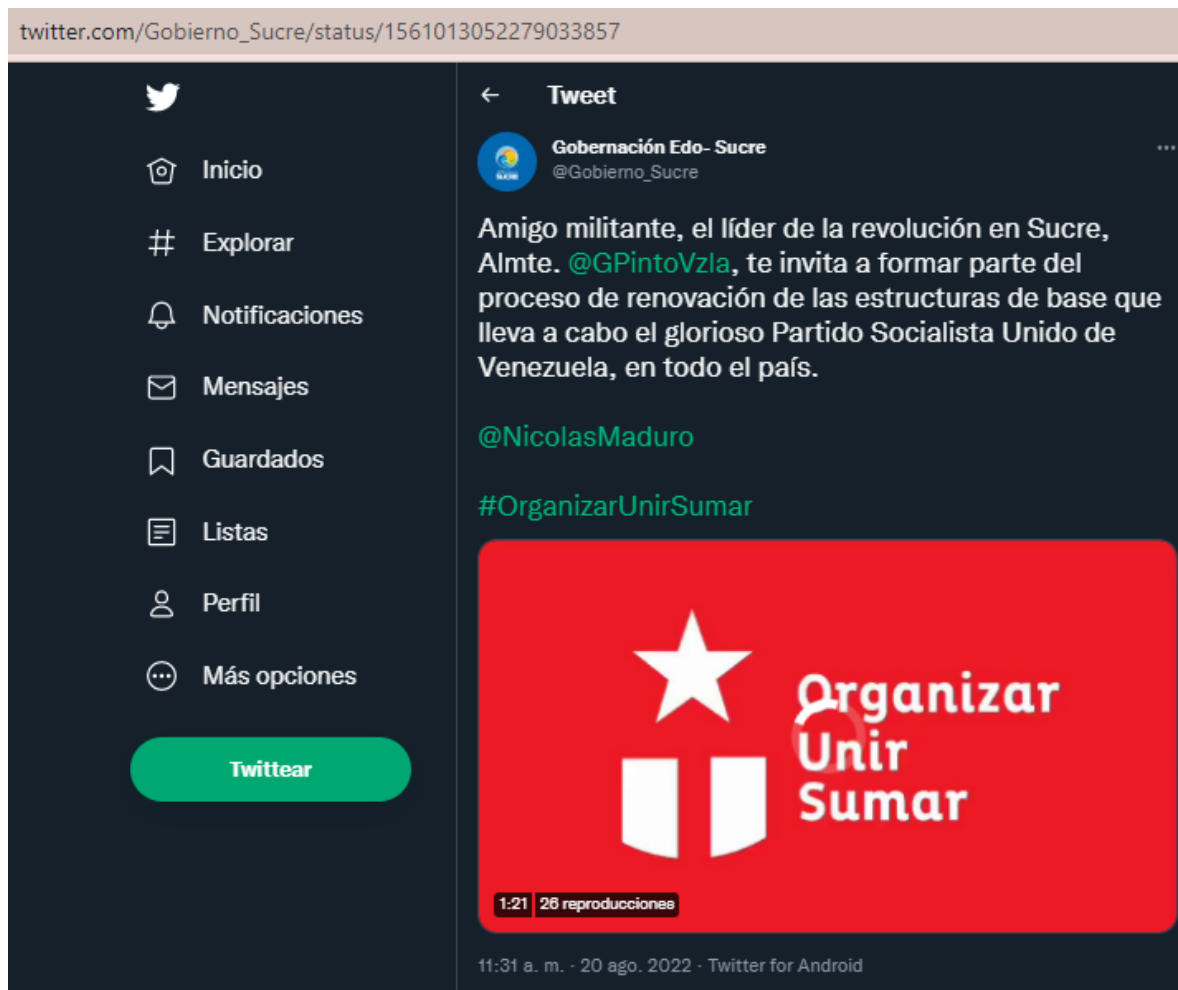 twitter.com/Gobierno_Sucre/status/1561013052279033857
Inicio
Explorar
Notificaciones
Mensajes
Guardados
Listas
Perfil
Más opciones
Twittear
Tweet
Gobernación Edo- Sucre
@Gobierno_Sucre
Amigo militante, el líder de la revolución en Sucre,
Almte. @GPintoVzla, te invita a formar parte del
proceso de renovación de las estructuras de base que
lleva a cabo el glorioso Partido Socialista Unido de
Venezuela, en todo el país.
@NicolasMaduro
#OrganizarUnirSumar
Organizar
Unir
Sumar
1:21 26 reproducciones
11:31 a. m. · 20 ago. 2022 · Twitter for Android